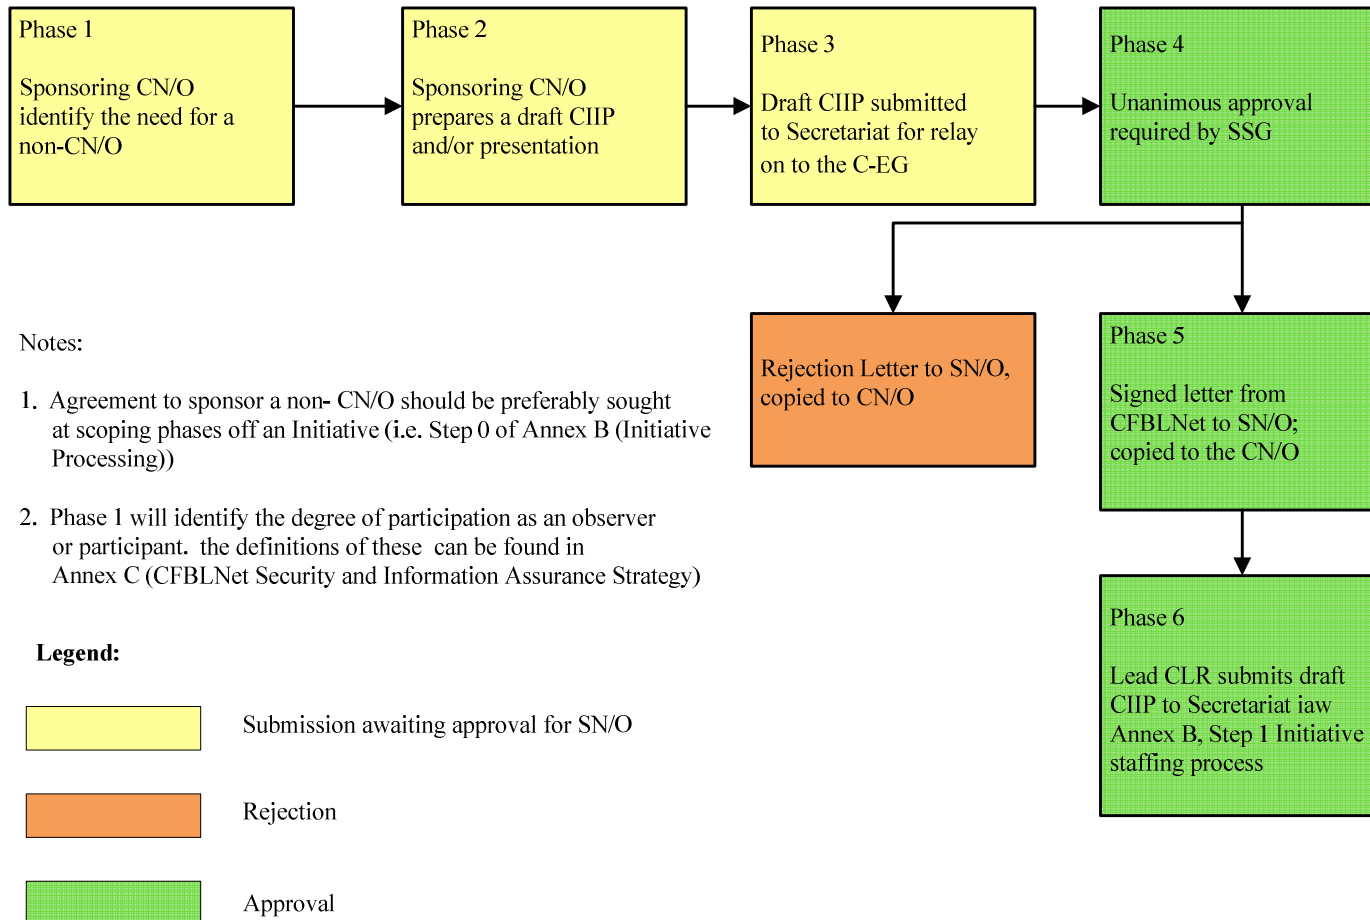 Phase 1
Sponsoring CN/O
identify the need for a
non-CN/O
Phase 2
Sponsoring CN/O
prepares a draft CIIP
and/or presentation
Phase 3
Draft CIIP submitted
to Secretariat for relay
on to the C-EG
Phase 4
Unanimous approval
required by SSG
Rejection Letter to SN/O,
copied to CN/O
Phase 5
Signed letter from
CFBLNet to SN/O;
copied to the CN/O
Phase 6
Lead CLR submits draft
CIIP to Secretariat iaw
Annex B, Step 1 Initiative
staffing process
Notes:
1. Agreement to sponsor a non- CN/O should be preferably sought
at scoping phases off an Initiative (i.e. Step 0 of Annex B (Initiative
Processing))
2. Phase 1 will identify the degree of participation as an observer
or participant. the definitions of these can be found in
Annex C (CFBLNet Security and Information Assurance Strategy)
Legend:
Submission awaiting approval for SN/O
Rejection
Approval